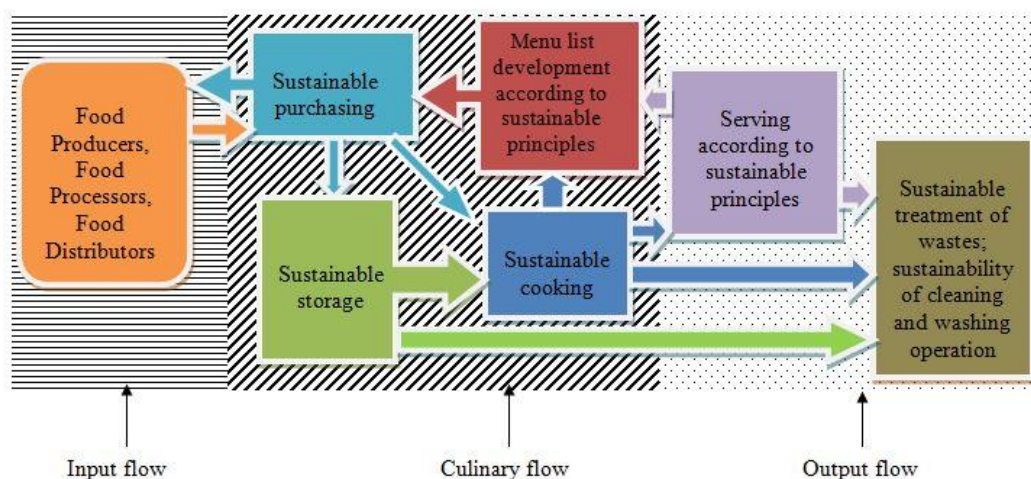 Food
Producers,
Food
Processors,
Food
Distributors
Sustainable
purchasing
Menu list
development
according to
sustainable
principles
Serving
according to
sustainable
principles
Sustainable
storage
Sustainable
cooking
Sustainable
treatment of
wastes;
sustainability
of cleaning
and washing
operation
Input flow
Culinary flow
Output flow